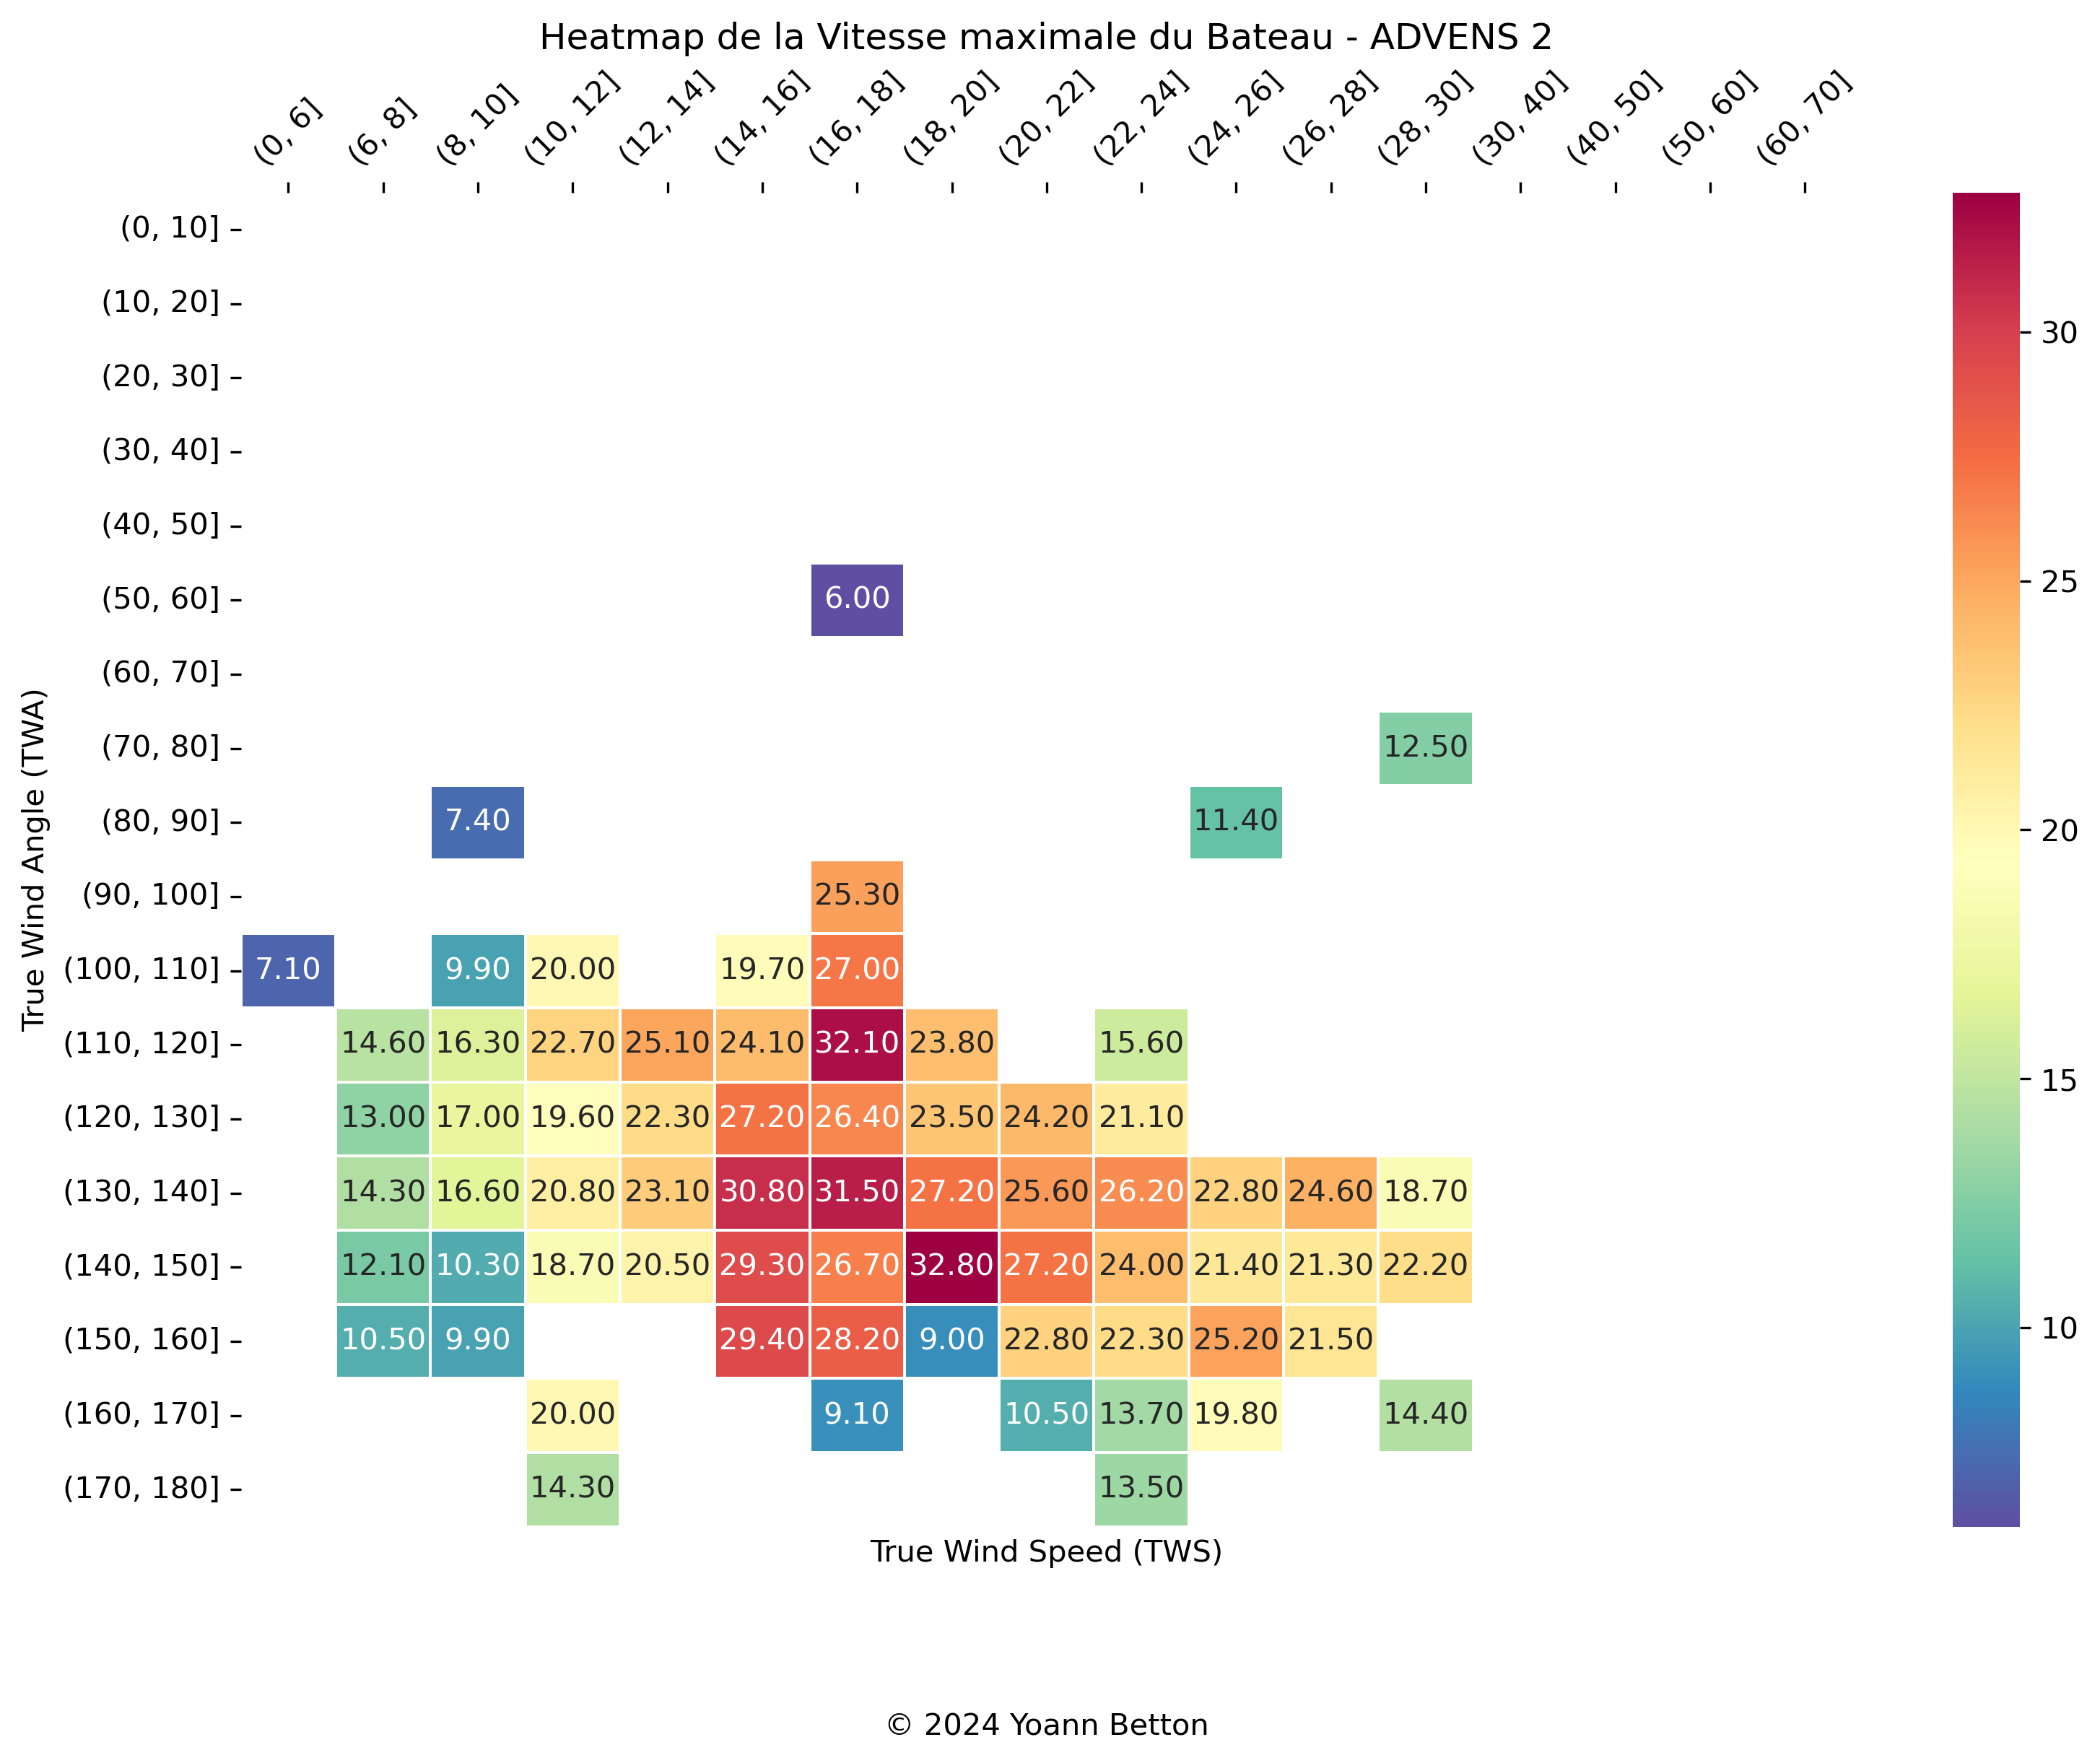 Heatmap de la Vitesse maximale du Bateau - ADVENS 2
(0, 6] (6, 8] (8, 10] (10, 12] (12, 14] (14, 16] (16, 18] (18, 20] (20, 22] (22, 24] (24, 26] (26, 28] (28, 30] (30, 40] (40, 50] (50, 60] (60, 70]
(0, 10]
(10, 20]
(20, 30]
(30, 40]
(40, 50]
(50, 60] 6.00
(60, 70]
(70, 80] 12.50
(80, 90] 7.40 11.40
(90, 100] 25.30
(100, 110] 7.10 9.90 20.00 19.70 27.00
(110, 120] 14.60 16.30 22.70 25.10 24.10 32.10 23.80 15.60
(120, 130] 13.00 17.00 19.60 22.30 27.20 26.40 23.50 24.20 21.10
(130, 140] 14.30 16.60 20.80 23.10 30.80 31.50 27.20 25.60 26.20 22.80 24.60 18.70
(140, 150] 12.10 10.30 18.70 20.50 29.30 26.70 32.80 27.20 24.00 21.40 21.30 22.20
(150, 160] 10.50 9.90 29.40 28.20 9.00 22.80 22.30 25.20 21.50
(160, 170] 20.00 9.10 10.50 13.70 19.80 14.40
(170, 180] 14.30 13.50
True Wind Angle (TWA)
True Wind Speed (TWS)
30
25
20
15
10
© 2024 Yoann Betton